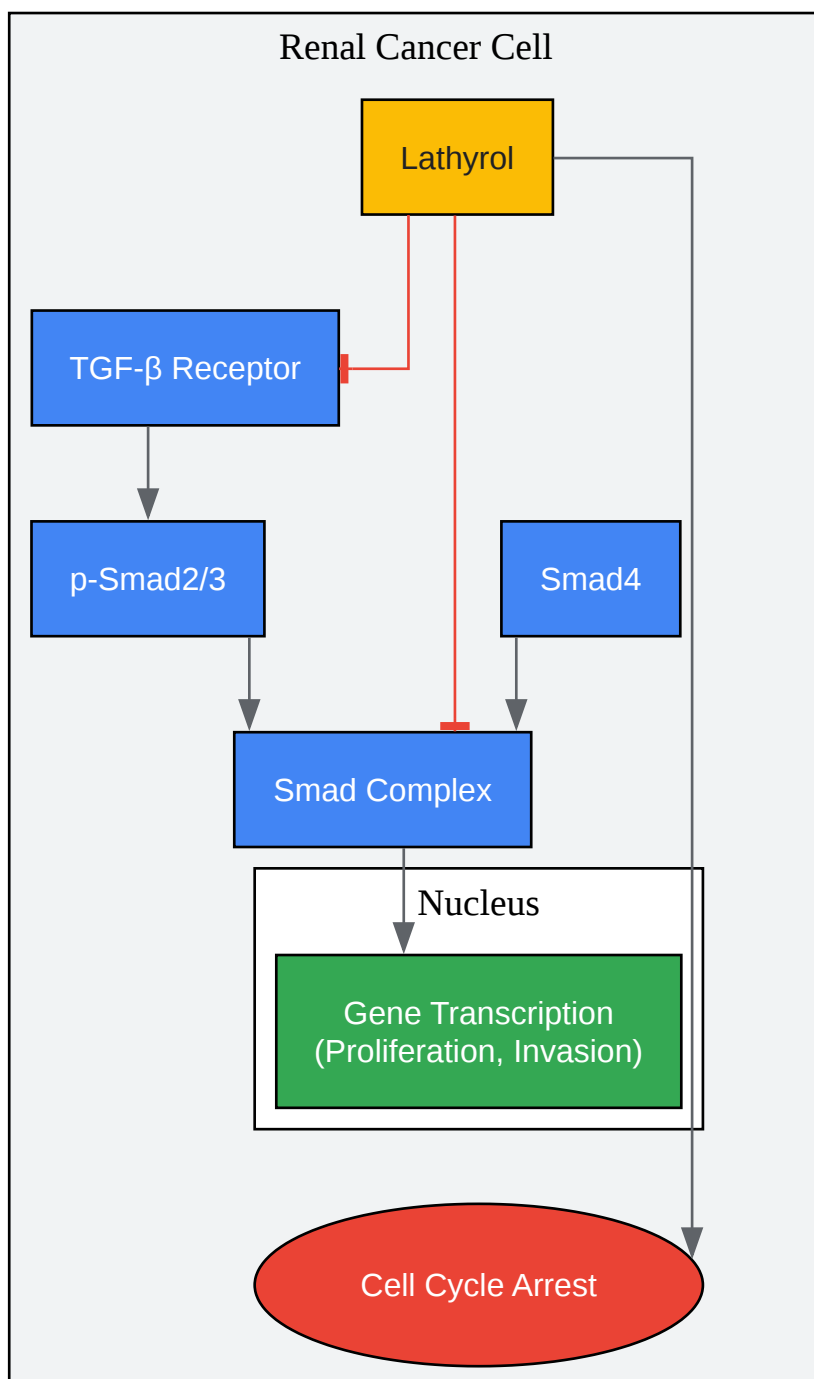 Renal Cancer Cell
Lathyrol
TGF-β Receptor
p-Smad2/3
Smad4
Smad Complex
Nucleus
Gene Transcription
(Proliferation, Invasion)
Cell Cycle Arrest